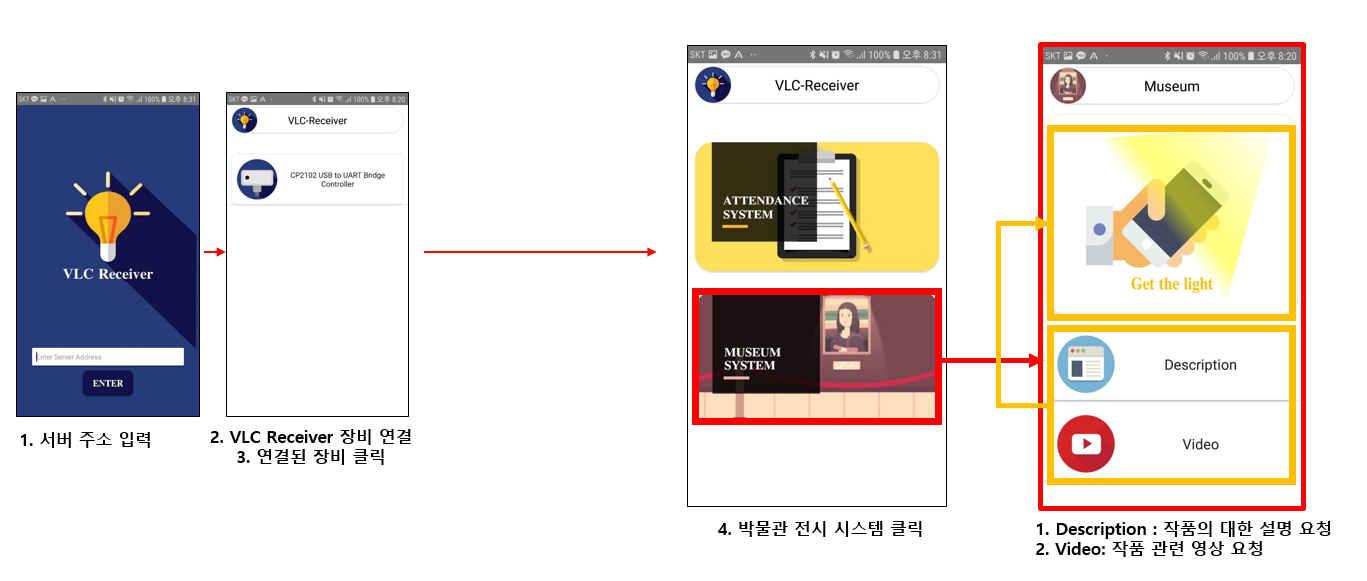 SKT 100% 오후 8:31
VLC Receiver
Enter Server Address
ENTER
1. 서버 주소 입력
SKT 100% 오후 8:20
VLC-Receiver
CP2102 USB to UART Bridge
Controller
2. VLC Receiver 장비 연결
3. 연결된 장비 클릭
SKT 100% 오후 8:31
VLC-Receiver
ATTENDANCE
SYSTEM
MUSEUM
SYSTEM
4. 박물관 전시 시스템 클릭
SKT 100% 오후 8:20
Museum
Get the light
Description
Video
1. Description : 작품의 대한 설명 요청
2. Video: 작품 관련 영상 요청